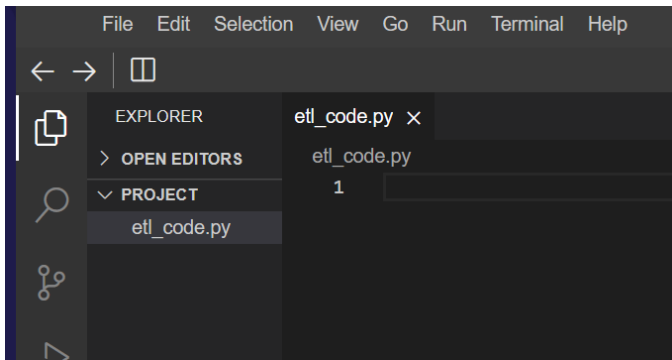 File Edit Selection View Go Run Terminal Help
EXPLORER
OPEN EDITORS
PROJECT
etl_code.py
etl_code.py
etl_code.py
1